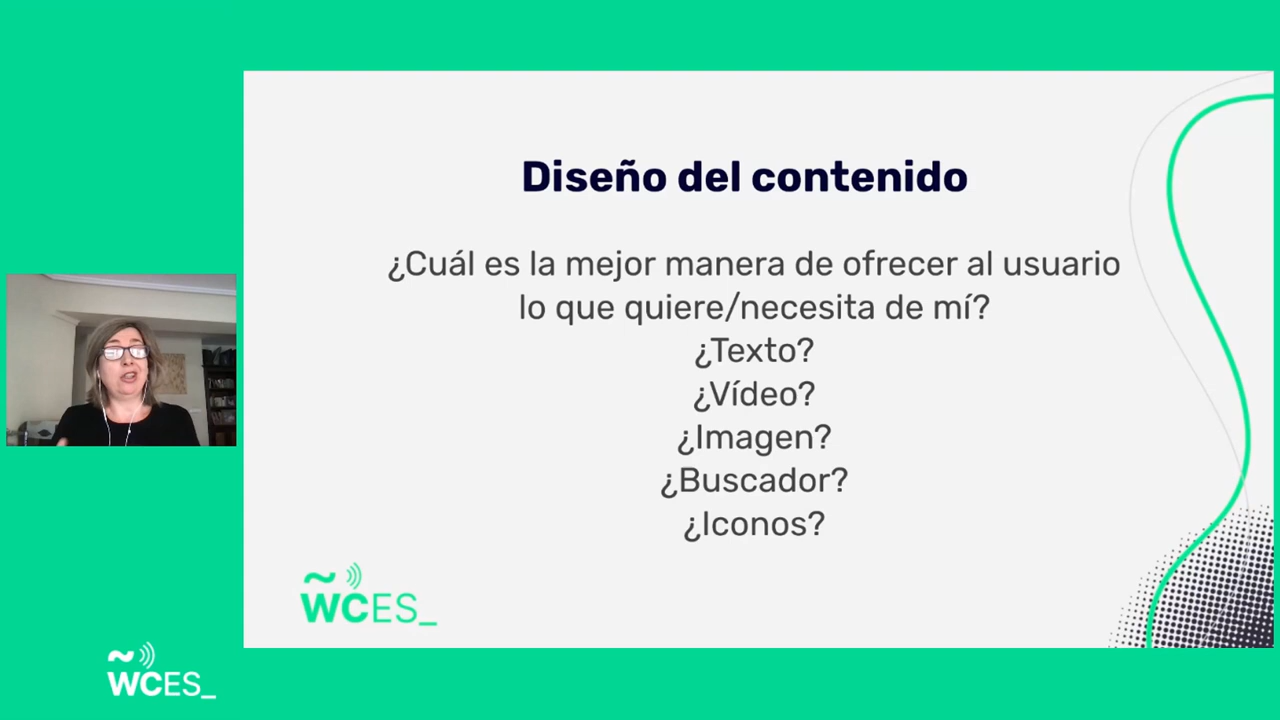 Diseño del contenido
¿Cuál es la mejor manera de ofrecer al usuario
lo que quiere/necesita de mí?
¿Texto?
¿Vídeo?
¿Imagen?
¿Buscador?
¿Iconos?
WCES_
WCES_